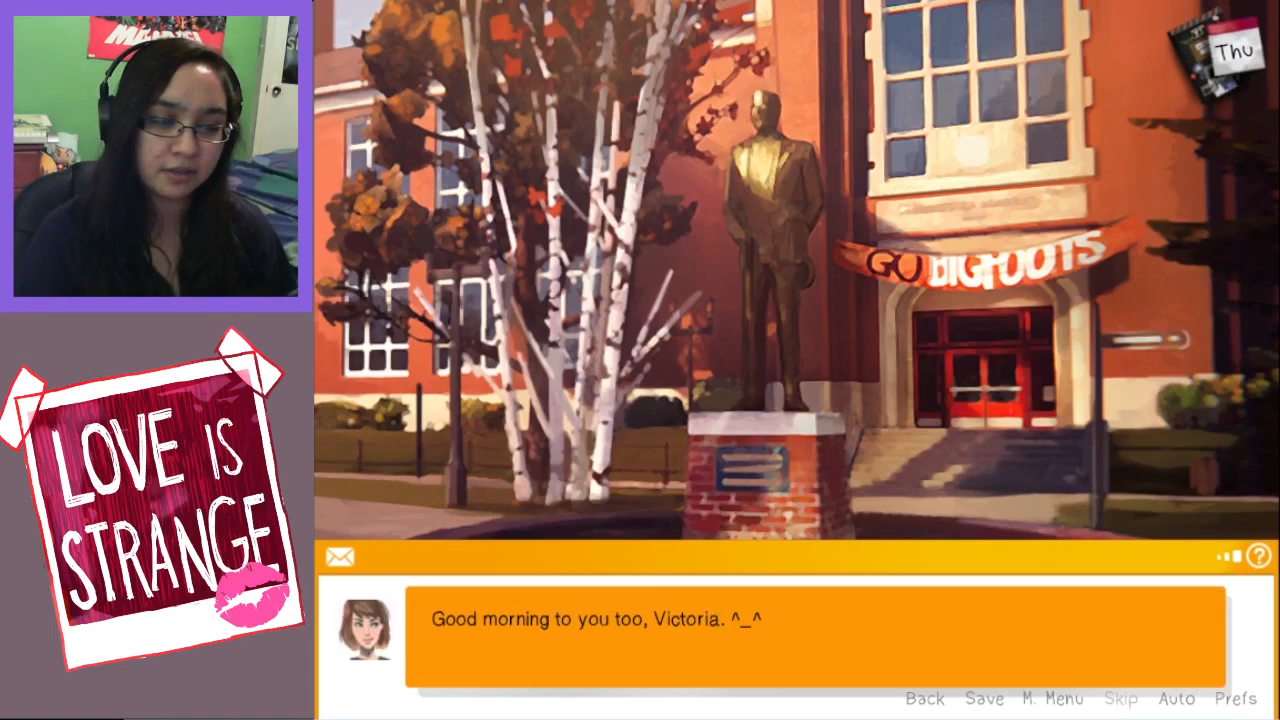 Thu
GO BIGFOOTS
LOVE IS
STRANGE
Good morning to you too, Victoria. ^_^
Back Save M. Menu Skip Auto Prefs